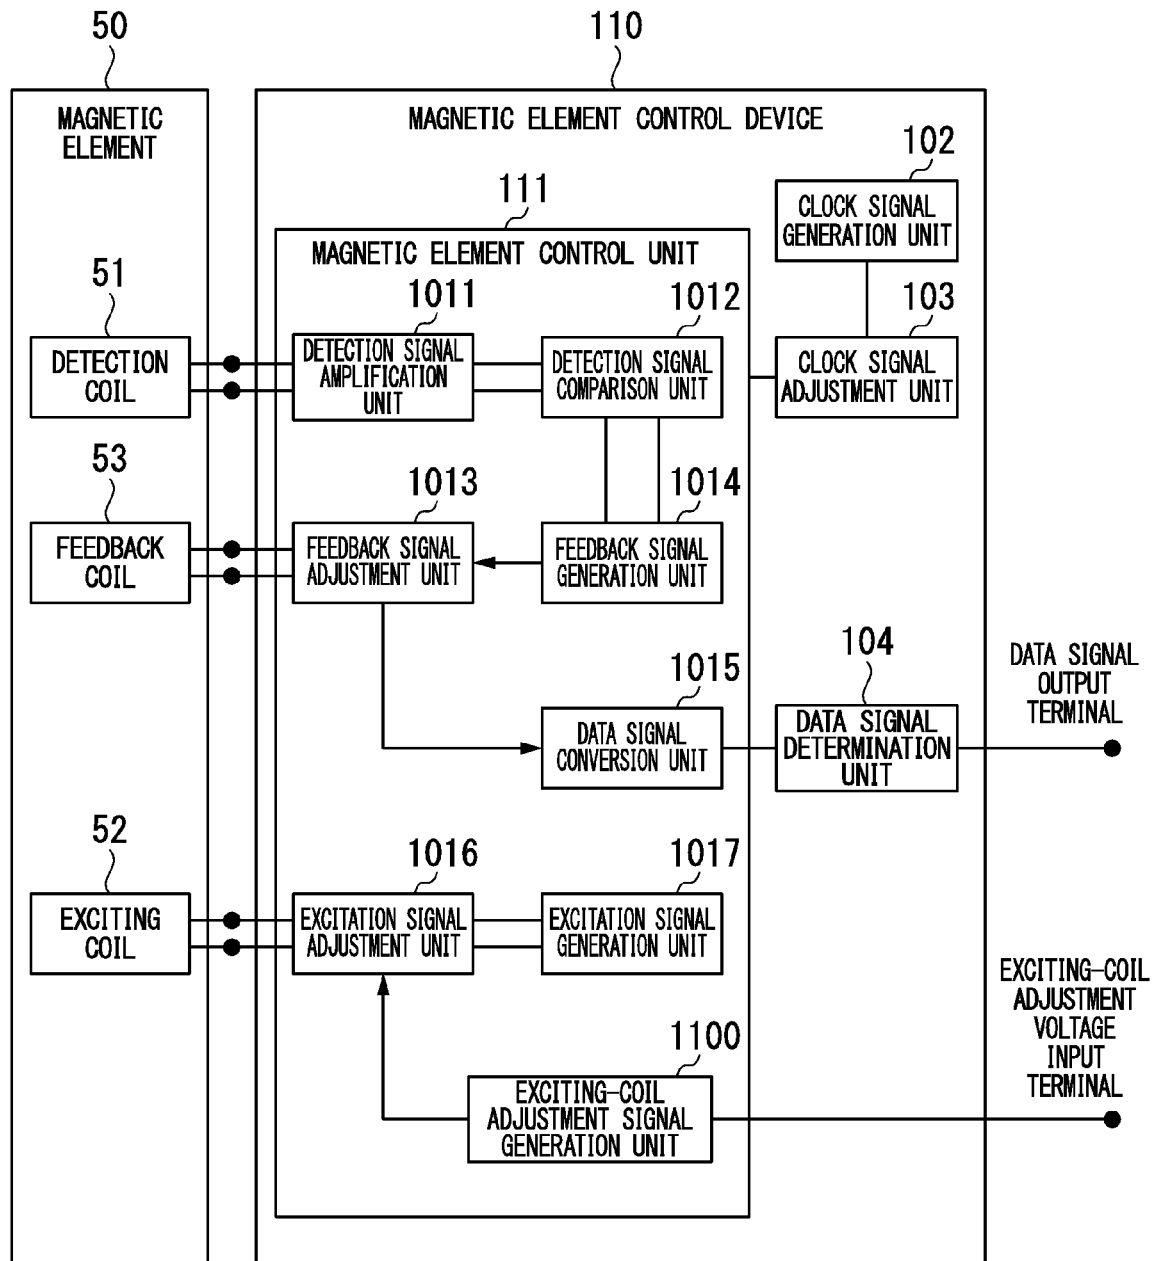 50
110
MAGNETIC
ELEMENT
MAGNETIC ELEMENT CONTROL DEVICE
102
CLOCK SIGNAL
GENERATION UNIT
111
MAGNETIC ELEMENT CONTROL UNIT
51
1011
1012
103
DETECTION
COIL
DETECTION SIGNAL
AMPLIFICATION
UNIT
DETECTION SIGNAL
COMPARISON UNIT
CLOCK SIGNAL
ADJUSTMENT UNIT
53
1013
1014
FEEDBACK
COIL
FEEDBACK SIGNAL
ADJUSTMENT UNIT
FEEDBACK SIGNAL
GENERATION UNIT
1015
104
DATA SIGNAL
OUTPUT
TERMINAL
DATA SIGNAL
CONVERSION UNIT
DATA SIGNAL
DETERMINATION
UNIT
52
1016
1017
EXCITING
COIL
EXCITATION SIGNAL
ADJUSTMENT UNIT
EXCITATION SIGNAL
GENERATION UNIT
EXCITING-COIL
ADJUSTMENT
VOLTAGE
INPUT
TERMINAL
1100
EXCITING-COIL
ADJUSTMENT SIGNAL
GENERATION UNIT